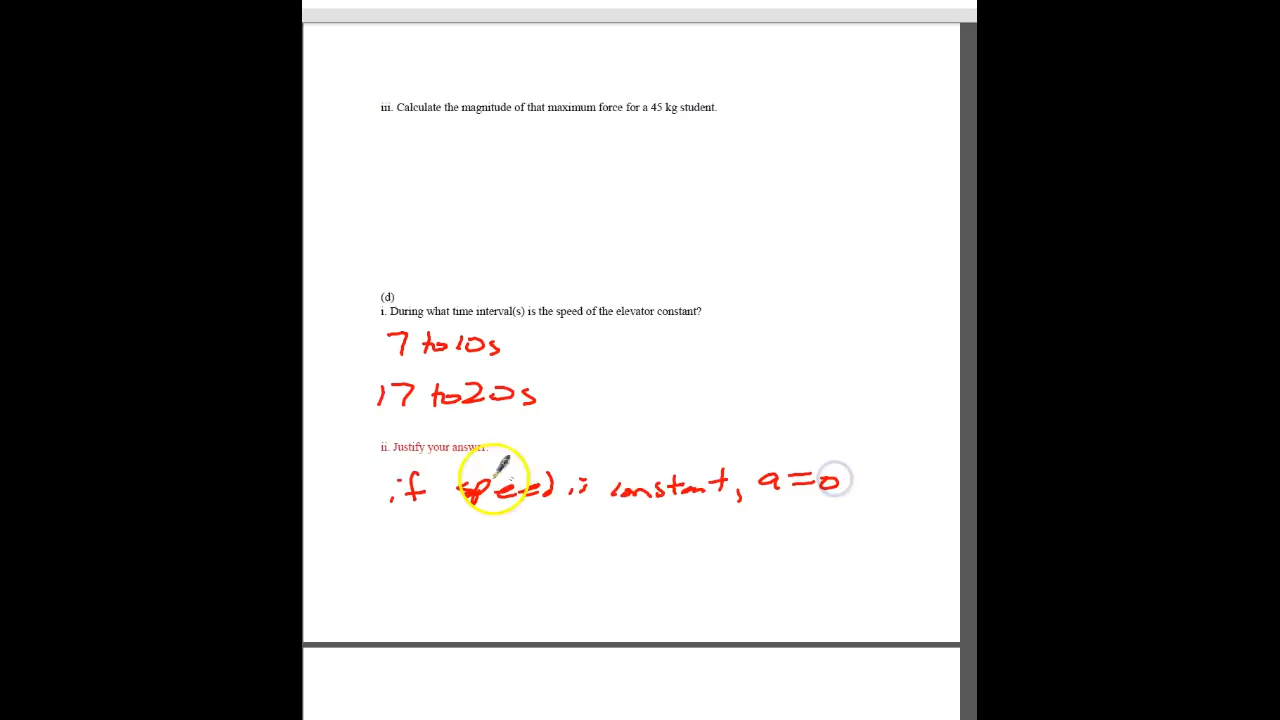 iii. Calculate the magnitude of that maximum force for a 45 kg student.
(d)
i. During what time interval(s) is the speed of the elevator constant?
7 to 10s
17 to 20s
ii. Justify your answer.
if speed is constant, a=0